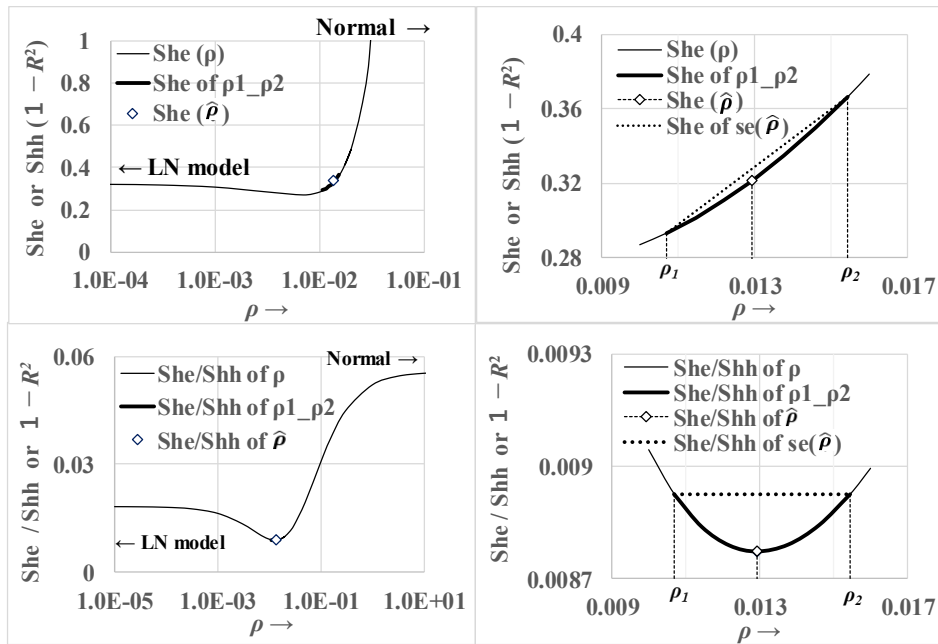 Normal →
1
0.8
0.6
0.4
0.2
0
She or Shh (1 − R²)
She (ρ)
She of ρ1_ρ2
She (ρ̂)
← LN model
1.0E-04
1.0E-03
1.0E-02
1.0E-01
ρ →
0.4
0.36
0.32
0.28
She or Shh (1 − R²)
She (ρ)
She of ρ1_ρ2
She (ρ̂)
She of se(ρ̂)
ρ₁
ρ₂
0.009
0.013
0.017
ρ →
0.06
0.03
0
She / Shh or 1 − R²
Normal →
She/Shh of ρ
She/Shh of ρ1_ρ2
She/Shh of ρ̂
← LN model
1.0E-05
1.0E-03
1.0E-01
1.0E+01
ρ →
0.0093
0.009
0.0087
She/ Shh or 1 − R²
She/Shh of ρ
She/Shh of ρ1_ρ2
She/Shh of ρ̂
She/Shh of se(ρ̂)
ρ₁
ρ₂
0.009
0.013
0.017
ρ →